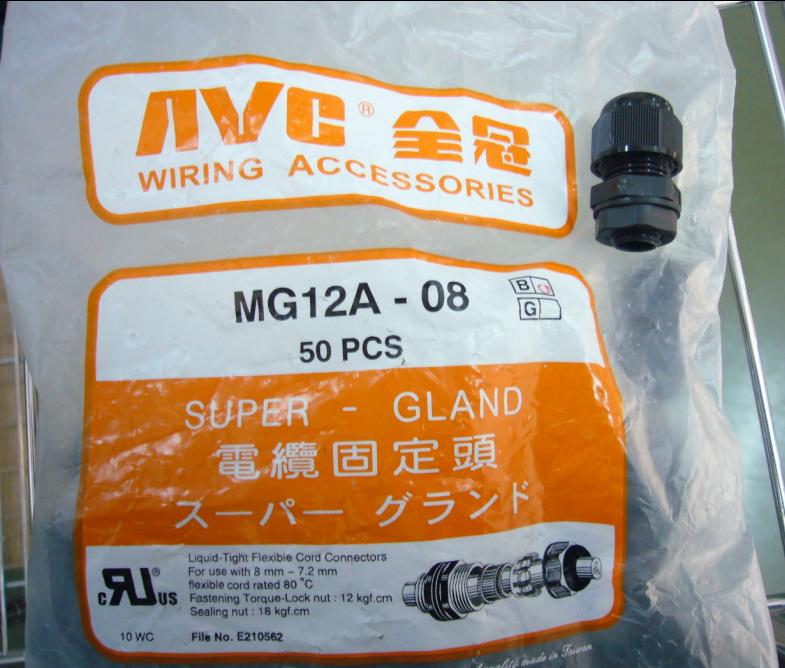 AVC® 全冠
WIRING ACCESSORIES
MG12A - 08
B
G
50 PCS
SUPER - GLAND
電纜固定頭
スーパー グランド
Liquid-Tight Flexible Cord Connectors
For use with 8 mm – 7.2 mm
flexible cord rated 80 °C
Fastening Torque-Lock nut : 12 kgf.cm
Sealing nut : 18 kgf.cm
c RU ® US
10 WC File No. E210562
made in Taiwan